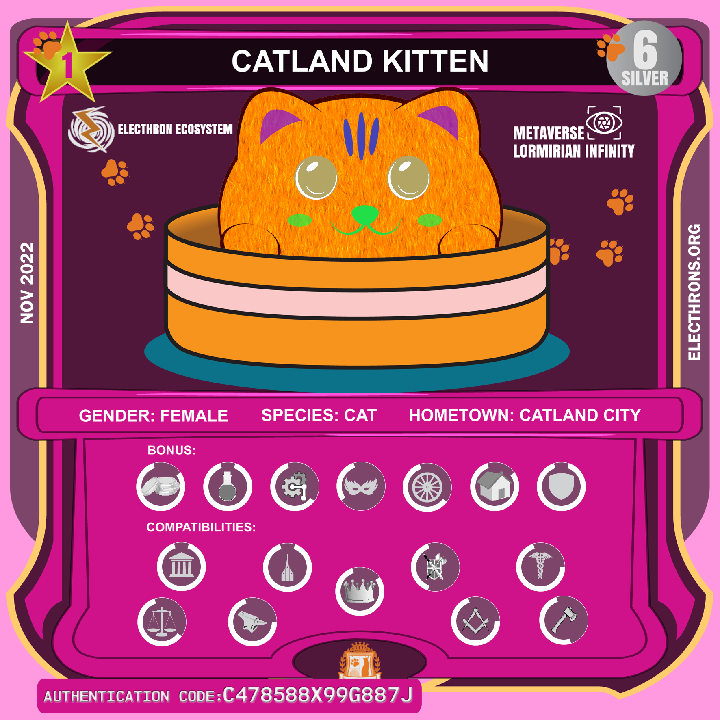 1
CATLAND KITTEN
6
SILVER
ELECTHRON ECOSYSTEM
METAVERSE
LORMIRIAN INFINITY
NOV 2022
ELECTHRONS.ORG
GENDER: FEMALE SPECIES: CAT HOMETOWN: CATLAND CITY
BONUS:
COMPATIBILITIES:
AUTHENTICATION CODE:C478588X99G887J